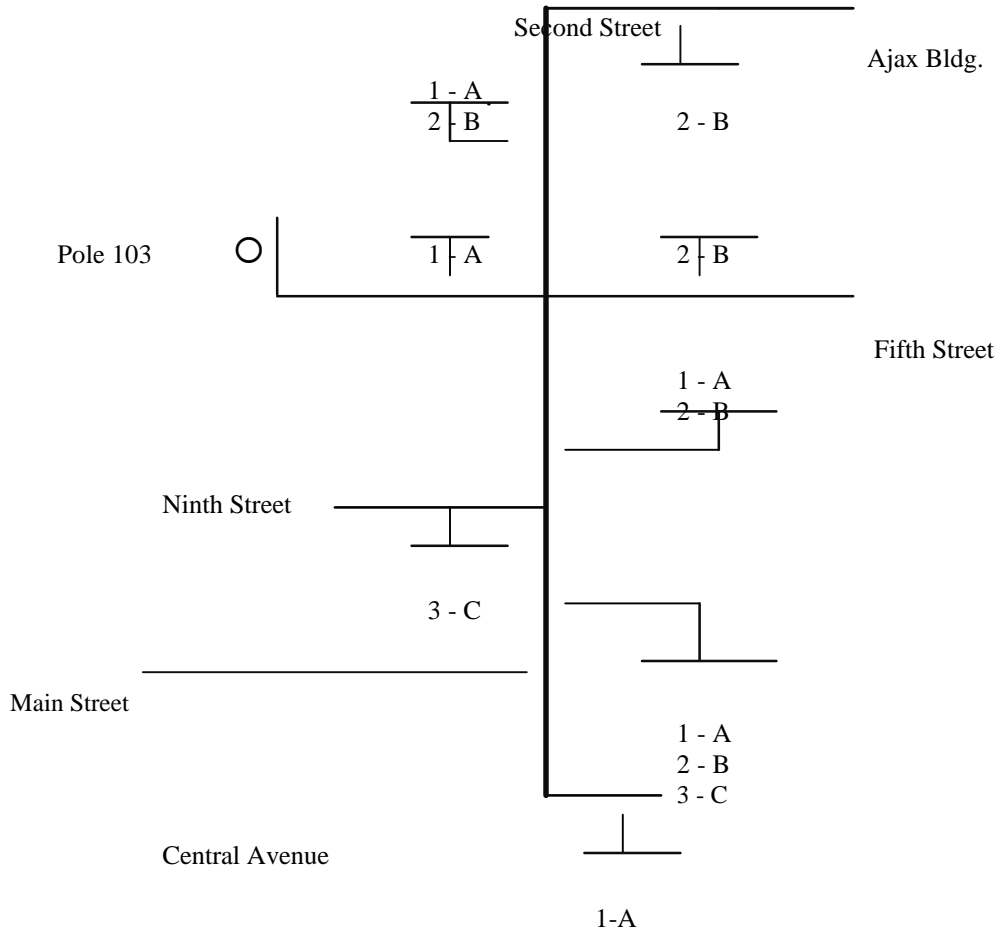 Second Street
Ajax Bldg.
1 - A
2 - B
2 - B
Pole 103
1 - A
2 - B
Fifth Street
1 - A
2 - B
Ninth Street
3 - C
Main Street
1 - A
2 - B
3 - C
Central Avenue
1-A